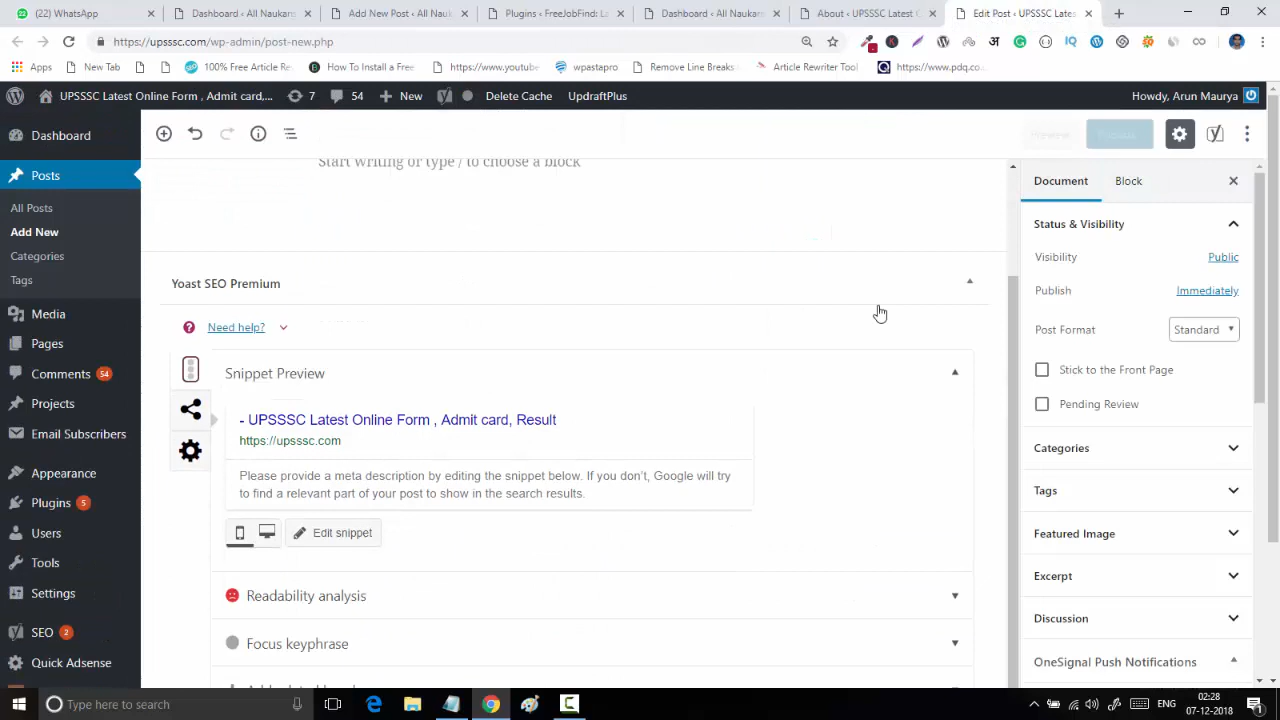 WhatsApp
Dashboard ‹ All Naukar
Add New Post ‹ All Nauk
Plugins ‹ FreeJobFind: La
Dashboard ‹ All Naukar
About ‹ UPSSSC Latest O
Edit Post ‹ UPSSSC Lates
https://upsssc.com/wp-admin/post-new.php
Apps
New Tab
100% Free Article Re
How To Install a Free
https://www.youtube
wpastapro
Remove Line Breaks
Article Rewriter Tool
https://www.pdq.co...
UPSSSC Latest Online Form , Admit card,...
7
54
New
Delete Cache
UpdraftPlus
Howdy, Arun Maurya
Dashboard
Posts
All Posts
Add New
Categories
Tags
Media
Pages
Comments 54
Projects
Email Subscribers
Appearance
Plugins 5
Users
Tools
Settings
SEO 2
Quick Adsense
Preview
Publish...
Start writing or type / to choose a block
Yoast SEO Premium
Need help?
Snippet Preview
- UPSSSC Latest Online Form , Admit card, Result
https://upsssc.com
Please provide a meta description by editing the snippet below. If you don't, Google will try
to find a relevant part of your post to show in the search results.
Edit snippet
Readability analysis
Focus keyphrase
Document
Block
Status & Visibility
Visibility
Public
Publish
Immediately
Post Format
Standard
Stick to the Front Page
Pending Review
Categories
Tags
Featured Image
Excerpt
Discussion
OneSignal Push Notifications
Type here to search
ENG
02:28
07-12-2018